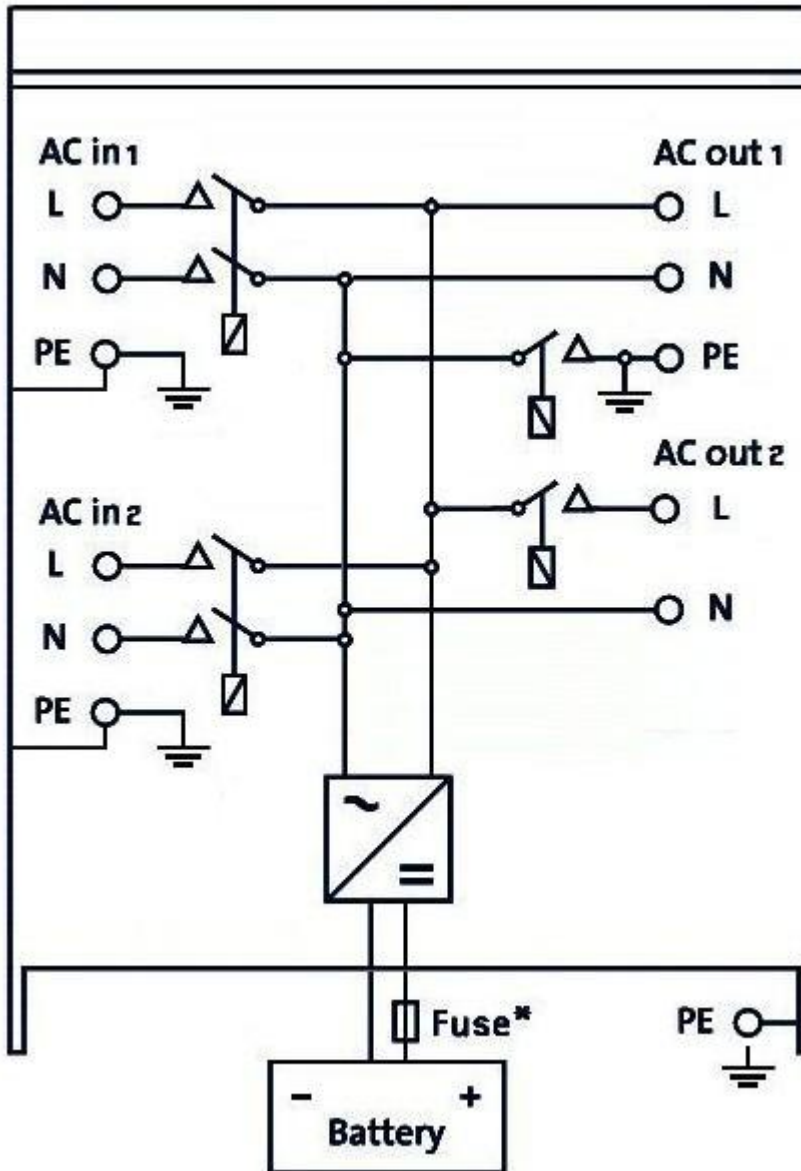 AC in 1
L
N
PE
AC out 1
L
N
PE
AC out 2
L
N
AC in 2
L
N
PE
~
=
Fuse*
PE
- +
Battery